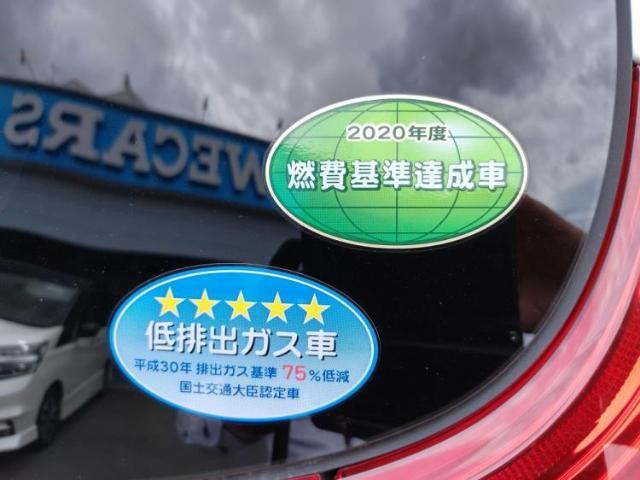 WECARS
2020年度
燃費基準達成車
低排出ガス車
平成30年 排出ガス基準 75%低減
国土交通大臣認定車